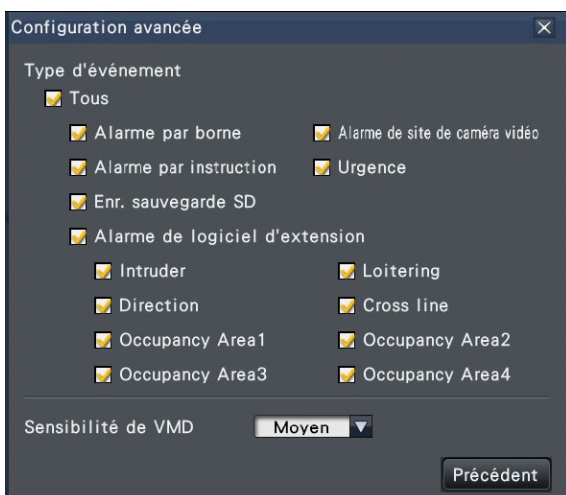 Configuration avancée
Type d'événement
Tous
Alarme par borne Alarme de site de caméra vidéo
Alarme par instruction Urgence
Enr. sauvegarde SD
Alarme de logiciel d'extension
Intruder Loitering
Direction Cross line
Occupancy Area1 Occupancy Area2
Occupancy Area3 Occupancy Area4
Sensibilité de VMD Moyen
Précédent